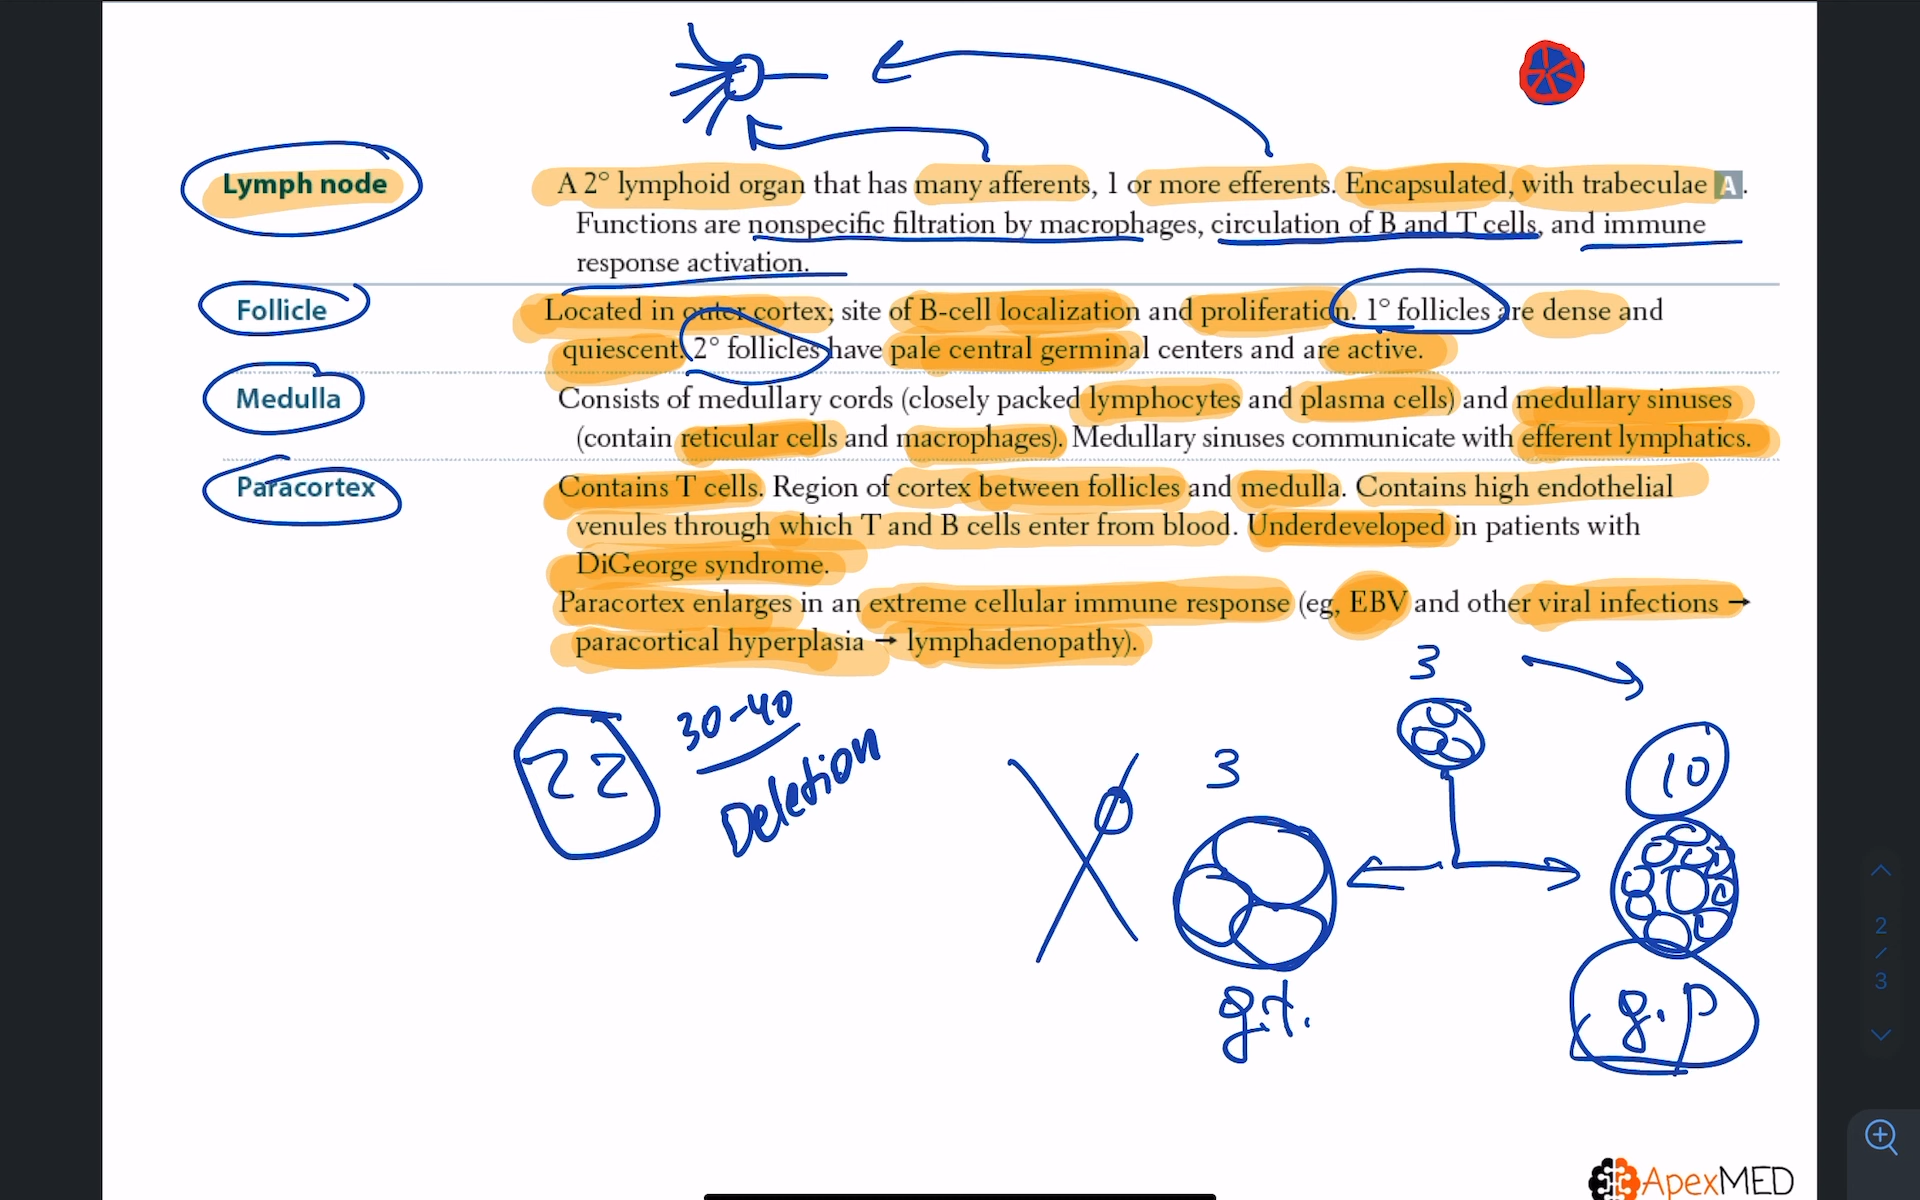 Lymph node
A 2° lymphoid organ that has many afferents, 1 or more efferents. Encapsulated, with trabeculae A.
Functions are nonspecific filtration by macrophages, circulation of B and T cells, and immune
response activation.
Follicle
Located in outer cortex; site of B-cell localization and proliferation. 1° follicles are dense and
quiescent. 2° follicles have pale central germinal centers and are active.
Medulla
Consists of medullary cords (closely packed lymphocytes and plasma cells) and medullary sinuses
(contain reticular cells and macrophages). Medullary sinuses communicate with efferent lymphatics.
Paracortex
Contains T cells. Region of cortex between follicles and medulla. Contains high endothelial
venules through which T and B cells enter from blood. Underdeveloped in patients with
DiGeorge syndrome.
Paracortex enlarges in an extreme cellular immune response (eg, EBV and other viral infections →
paracortical hyperplasia → lymphadenopathy).
22
30-40
Deletion
3
3
10
g.t.
g.p
2
/
3
ApexMED